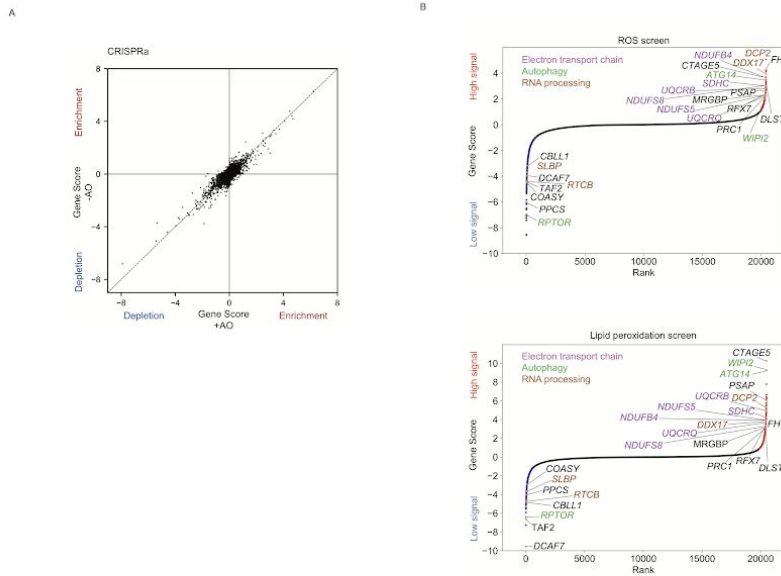 A
CRISPRa
8
4
0
−4
−8
Enrichment
Gene Score
-AO
Depletion
−8
−4
0
4
8
Depletion
Gene Score
+AO
Enrichment
B
ROS screen
High signal
Gene Score
Low signal
4
2
0
−2
−4
−6
−8
−10
Electron transport chain
Autophagy
RNA processing
NDUFB4
DCP2
CTAGE5
DDX17
FH
ATG14
SDHC
UQCRB
PSAP
NDUFS8
MRGBP
NDUFS5
RFX7
UQCRQ
DLST
PRC1
WIPI2
CBLL1
SLBP
DCAF7
RTCB
TAF2
COASY
PPCS
RPTOR
0
5000
10000
15000
20000
Rank
Lipid peroxidation screen
High signal
Gene Score
Low signal
10
8
6
4
2
0
−2
−4
−6
−8
−10
Electron transport chain
Autophagy
RNA processing
CTAGE5
WIPI2
ATG14
PSAP
UQCRB
DCP2
NDUFS5
SDHC
NDUFB4
DDX17
FH
UQCRQ
NDUFS8
MRGBP
PRC1
RFX7
DLST
COASY
SLBP
PPCS
RTCB
CBLL1
RPTOR
TAF2
DCAF7
0
5000
10000
15000
20000
Rank